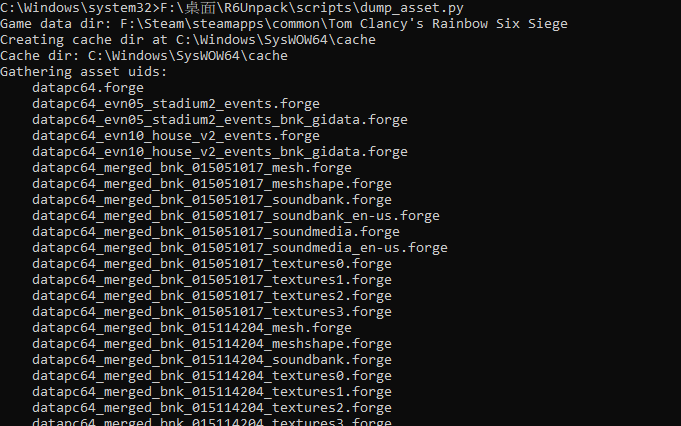 C:\Windows\system32>F:\桌面\R6Unpack\scripts\dump_asset.py
Game data dir: F:\Steam\steamapps\common\Tom Clancy's Rainbow Six Siege
Creating cache dir at C:\Windows\SysWOW64\cache
Cache dir: C:\Windows\SysWOW64\cache
Gathering asset uids:
datapc64.forge
datapc64_evn05_stadium2_events.forge
datapc64_evn05_stadium2_events_bnk_gidata.forge
datapc64_evn10_house_v2_events.forge
datapc64_evn10_house_v2_events_bnk_gidata.forge
datapc64_merged_bnk_015051017_mesh.forge
datapc64_merged_bnk_015051017_meshshape.forge
datapc64_merged_bnk_015051017_soundbank.forge
datapc64_merged_bnk_015051017_soundbank_en-us.forge
datapc64_merged_bnk_015051017_soundmedia.forge
datapc64_merged_bnk_015051017_soundmedia_en-us.forge
datapc64_merged_bnk_015051017_textures0.forge
datapc64_merged_bnk_015051017_textures1.forge
datapc64_merged_bnk_015051017_textures2.forge
datapc64_merged_bnk_015051017_textures3.forge
datapc64_merged_bnk_015114204_mesh.forge
datapc64_merged_bnk_015114204_meshshape.forge
datapc64_merged_bnk_015114204_soundbank.forge
datapc64_merged_bnk_015114204_textures0.forge
datapc64_merged_bnk_015114204_textures1.forge
datapc64_merged_bnk_015114204_textures2.forge
datapc64_merged_bnk_015114204_textures3.forge